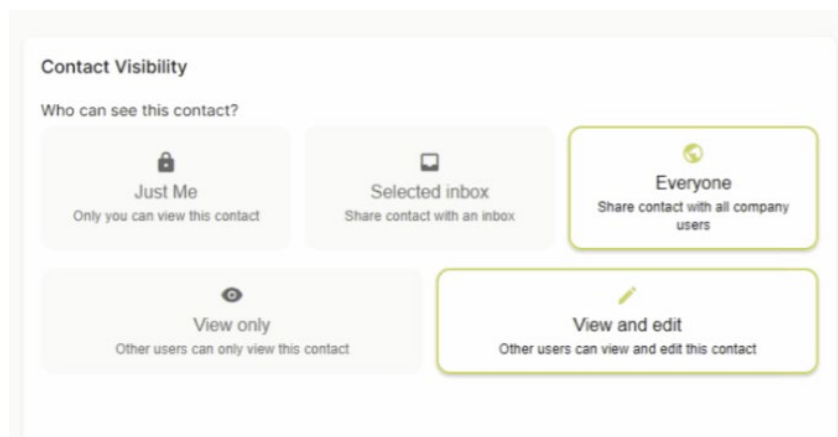 Contact Visibility
Who can see this contact?
Just Me
Only you can view this contact
Selected inbox
Share contact with an inbox
Everyone
Share contact with all company
users
View only
Other users can only view this contact
View and edit
Other users can view and edit this contact